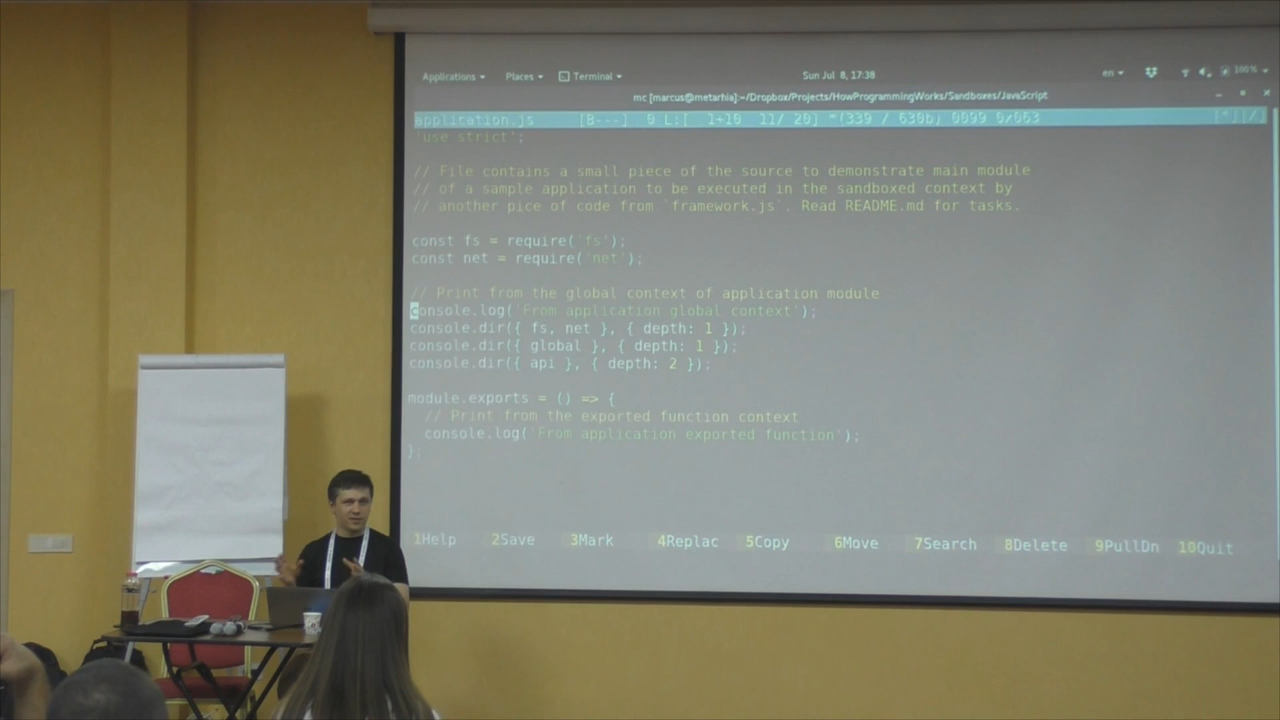 Applications Places Terminal Sun Jul 8, 17:38 en 100%
mc [marcus@metarhia]:~/Dropbox/Projects/HowProgrammingWorks/Sandboxes/JavaScript
application.js [B---] 0 L:[ 1+10 11/ 20] *(339 / 630b) 0099 0x063 [*][X]
'use strict';
// File contains a small piece of the source to demonstrate main module
// of a sample application to be executed in the sandboxed context by
// another pice of code from `framework.js`. Read README.md for tasks.
const fs = require('fs');
const net = require('net');
// Print from the global context of application module
console.log('From application global context');
console.dir({ fs, net }, { depth: 1 });
console.dir({ global }, { depth: 1 });
console.dir({ api }, { depth: 2 });
module.exports = () => {
// Print from the exported function context
console.log('From application exported function');
};
1Help 2Save 3Mark 4Replac 5Copy 6Move 7Search 8Delete 9PullDn 10Quit